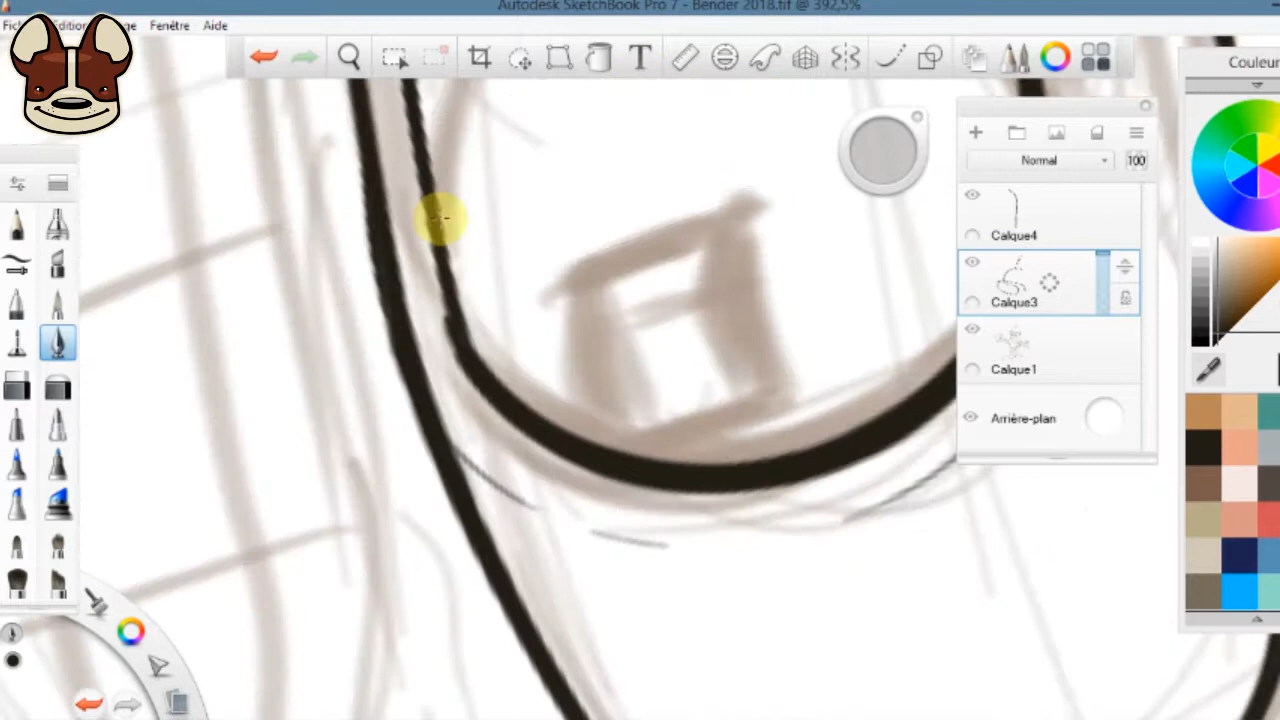 Autodesk SketchBook Pro 7 - Bender 2018.tif @ 392,5%
Fenêtre Aide
Couleur
Normal 100
Calque4
Calque3
Calque1
Arrière-plan